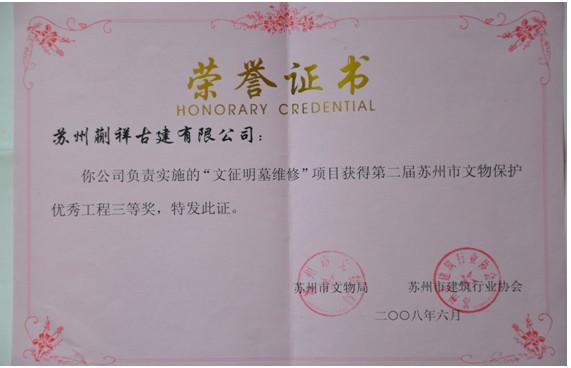 荣誉证书
HONORARY CREDENTIAL
苏州蒯祥古建有限公司：
你公司负责实施的“文征明墓维修”项目获得第二届苏州市文物保护
优秀工程三等奖，特发此证。
苏州市文物局 苏州市建筑行业协会
二〇〇八年六月